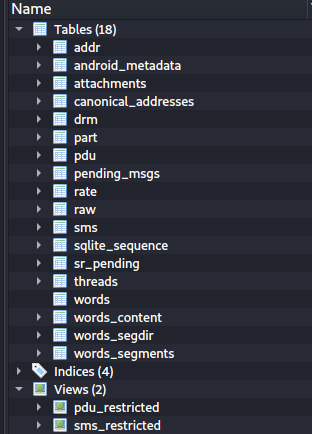 Name
Tables (18)
addr
android_metadata
attachments
canonical_addresses
drm
part
pdu
pending_msgs
rate
raw
sms
sqlite_sequence
sr_pending
threads
words
words_content
words_segdir
words_segments
Indices (4)
Views (2)
pdu_restricted
sms_restricted